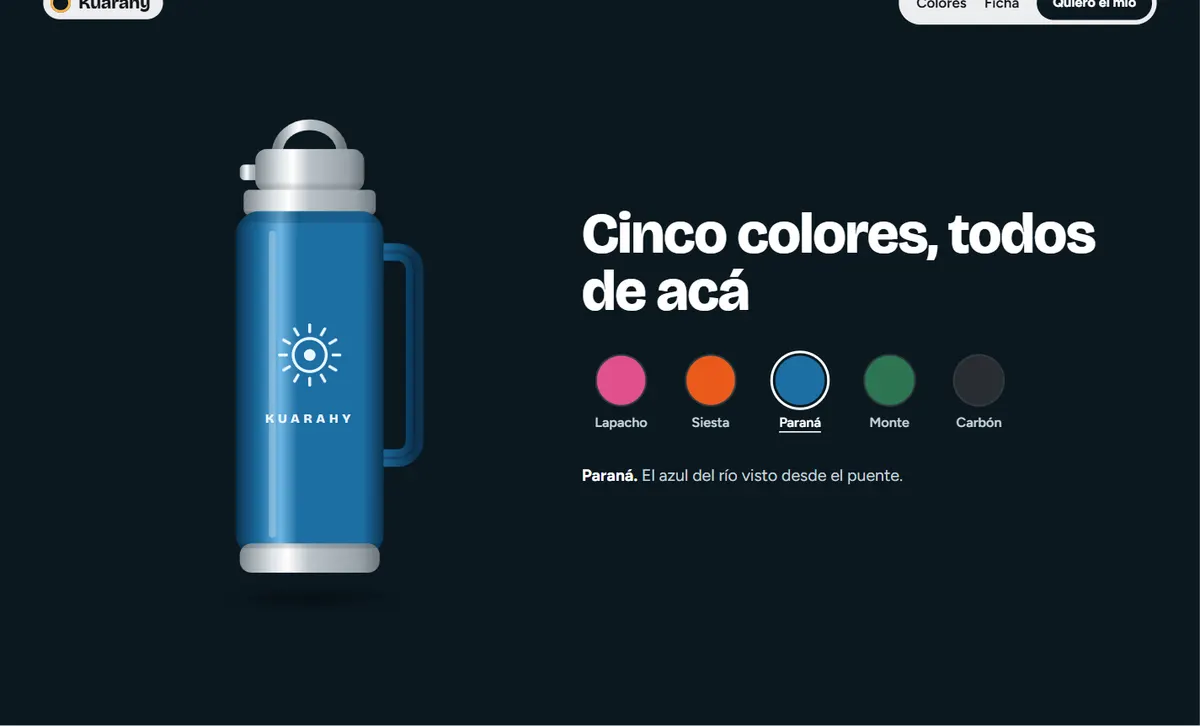 Kuarahy
Colores Ficha Quiero el mío
KUARAHY
Cinco colores, todos
de acá
Lapacho Siesta Paraná Monte Carbón
Paraná. El azul del río visto desde el puente.